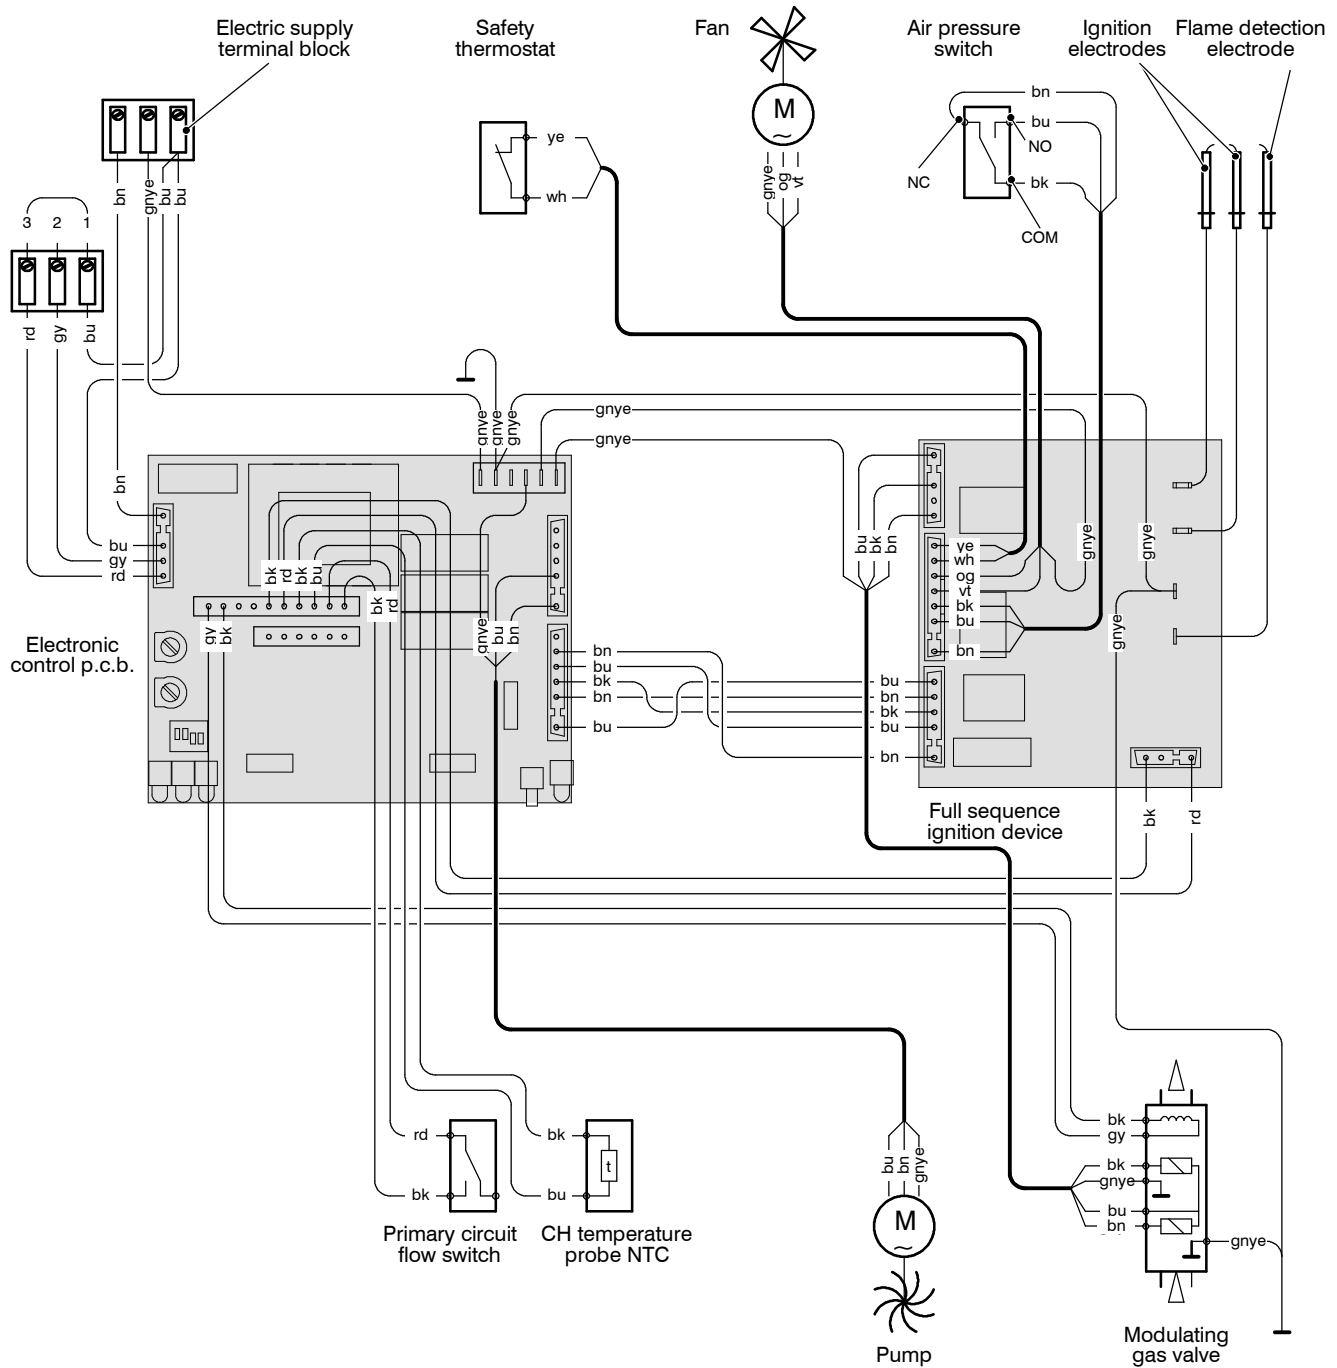 Electric supply
terminal block
Safety
thermostat
Fan
Air pressure
switch
Ignition
electrodes
Flame detection
electrode
M
~
bn
bu
NO
bk
NC
COM
ye
wh
gnye
og
vt
bn
gnye
bu
bu
3
2
1
rd
gy
bu
gnye
gnye
gnye
gnye
gnye
bn
bu
gy
rd
bk
rd
bk
bu
bk
rd
gy
bk
gnye
bu
bn
bu
bk
bn
ye
wh
og
vt
bk
bu
bn
gnye
gnye
gnye
Electronic
control p.c.b.
bn
bu
bk
bn
bu
bu
bn
bk
bu
bn
Full sequence
ignition device
bk
rd
rd
bk
bk
t
bu
Primary circuit
flow switch
CH temperature
probe NTC
bu
bn
gnye
M
~
Pump
bk
gy
bk
gnye
bu
bn
gnye
Modulating
gas valve